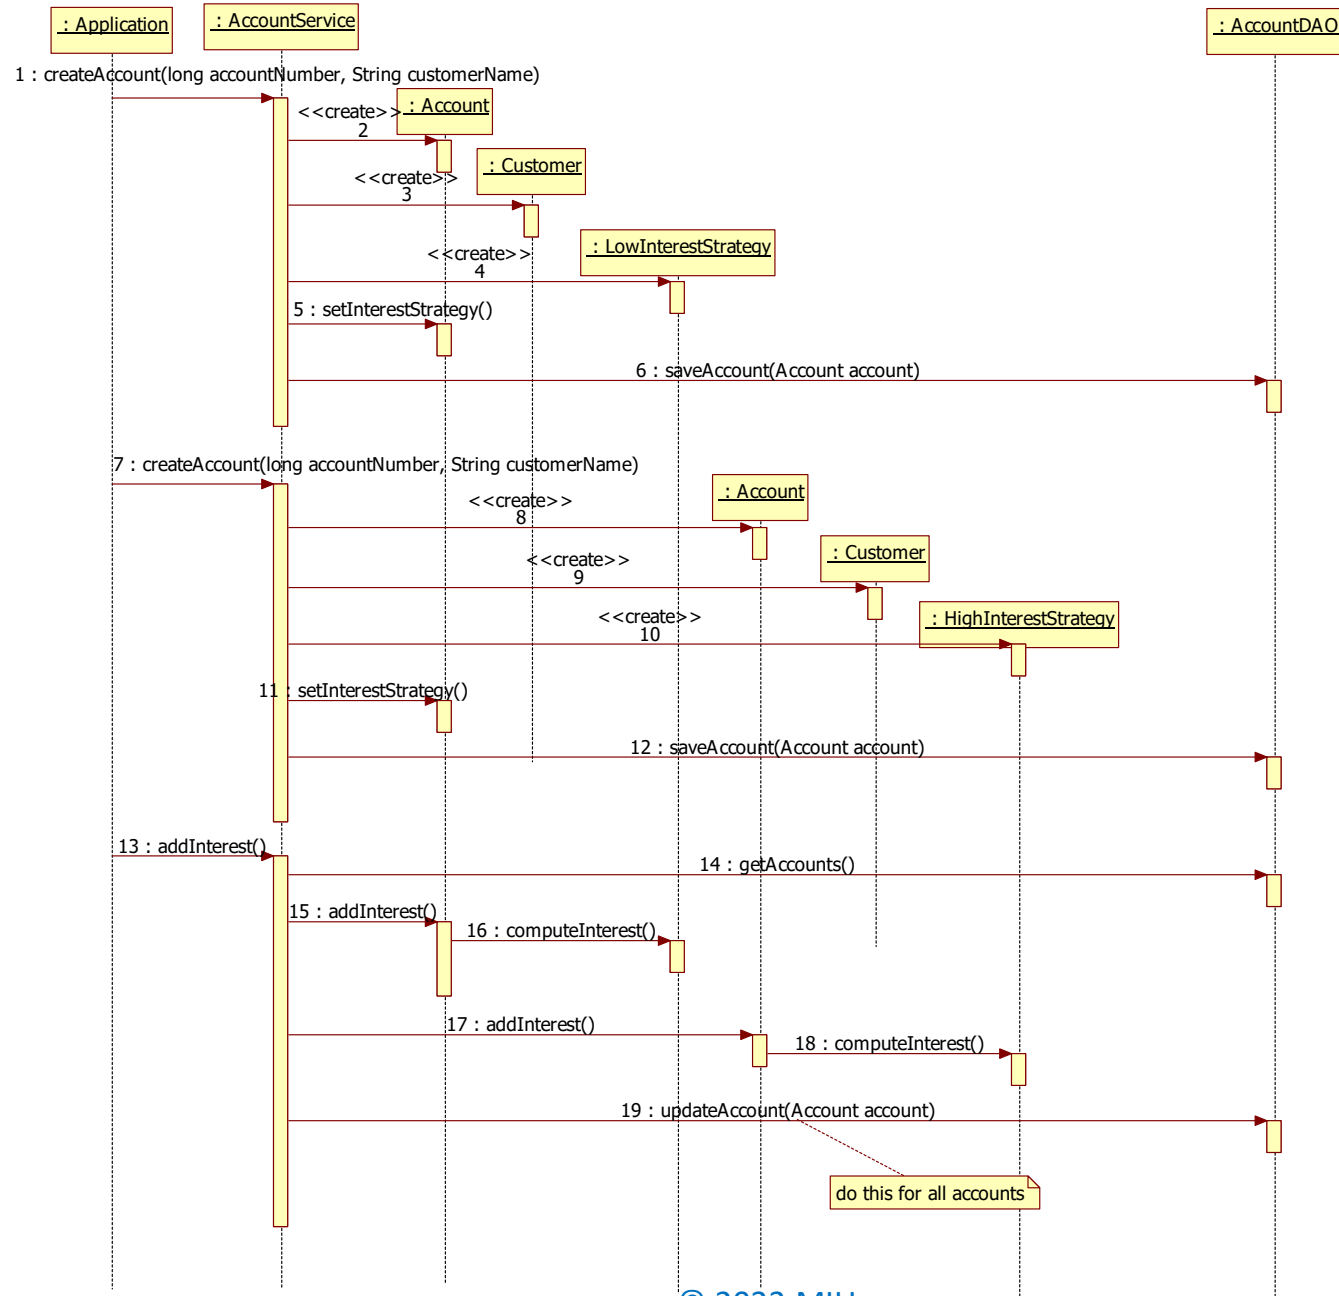 : Application
: AccountService
: AccountDAO
1 : createAccount(long accountNumber, String customerName)
<<create>>
2
: Account
<<create>>
3
: Customer
<<create>>
4
: LowInterestStrategy
5 : setInterestStrategy()
6 : saveAccount(Account account)
7 : createAccount(long accountNumber, String customerName)
<<create>>
8
: Account
<<create>>
9
: Customer
<<create>>
10
: HighInterestStrategy
11 : setInterestStrategy()
12 : saveAccount(Account account)
13 : addInterest()
14 : getAccounts()
15 : addInterest()
16 : computeInterest()
17 : addInterest()
18 : computeInterest()
19 : updateAccount(Account account)
do this for all accounts